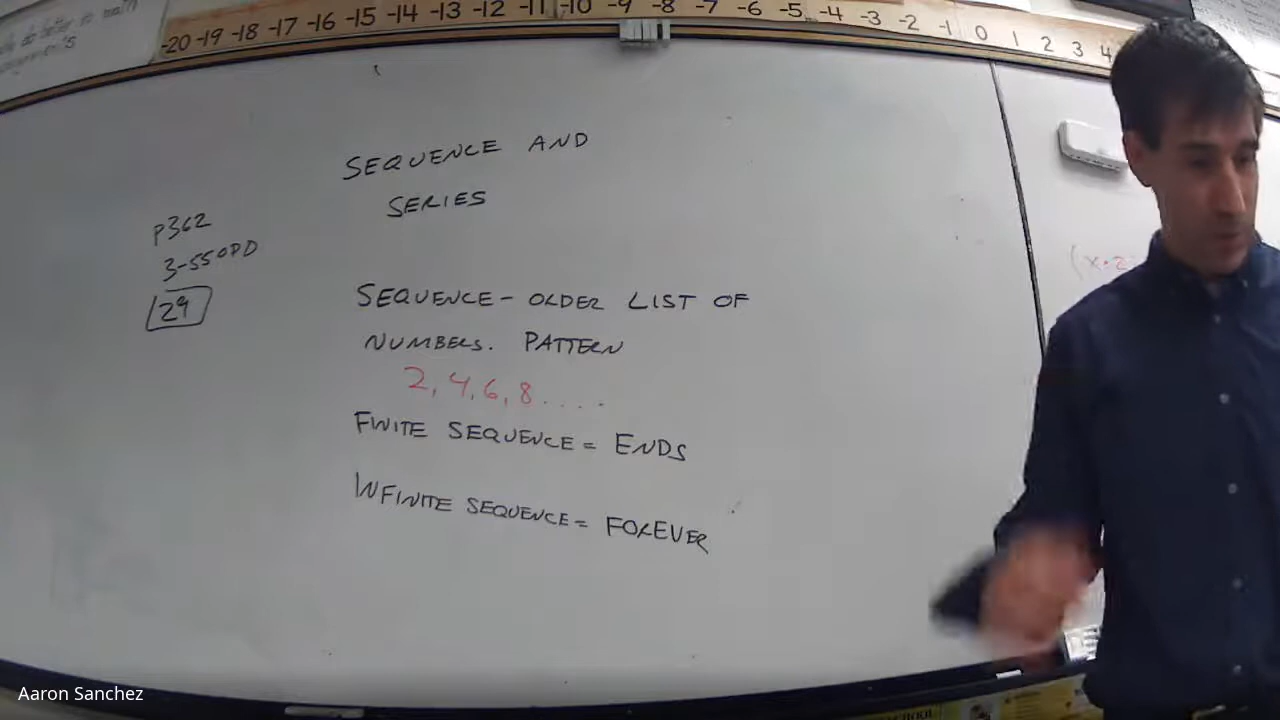 -20 -19 -18 -17 -16 -15 -14 -13 -12 -11 -10 -9 -8 -7 -6 -5 -4 -3 -2 -1 0 1 2 3 4
SEQUENCE AND
SERIES
P362
3-55ODD
29
SEQUENCE - ORDER LIST OF
NUMBERS. PATTERN
2, 4, 6, 8 ....
FINITE SEQUENCE = ENDS
INFINITE SEQUENCE = FOREVER
Aaron Sanchez